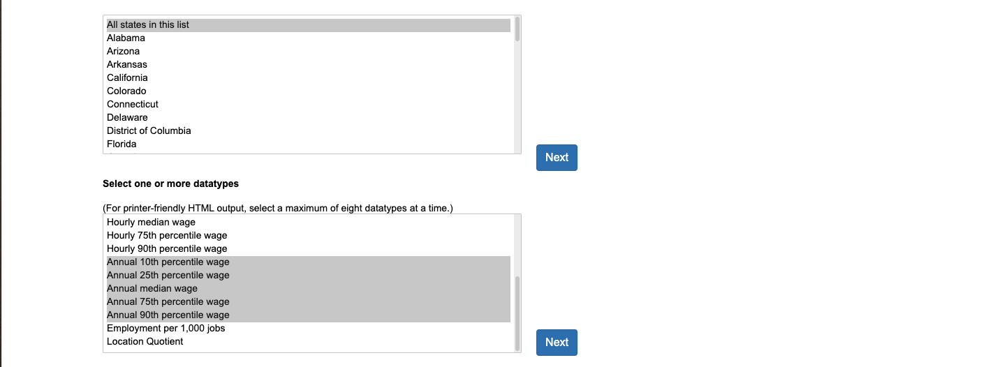 All states in this list
Alabama
Arizona
Arkansas
California
Colorado
Connecticut
Delaware
District of Columbia
Florida
Next
Select one or more datatypes
(For printer-friendly HTML output, select a maximum of eight datatypes at a time.)
Hourly median wage
Hourly 75th percentile wage
Hourly 90th percentile wage
Annual 10th percentile wage
Annual 25th percentile wage
Annual median wage
Annual 75th percentile wage
Annual 90th percentile wage
Employment per 1,000 jobs
Location Quotient
Next